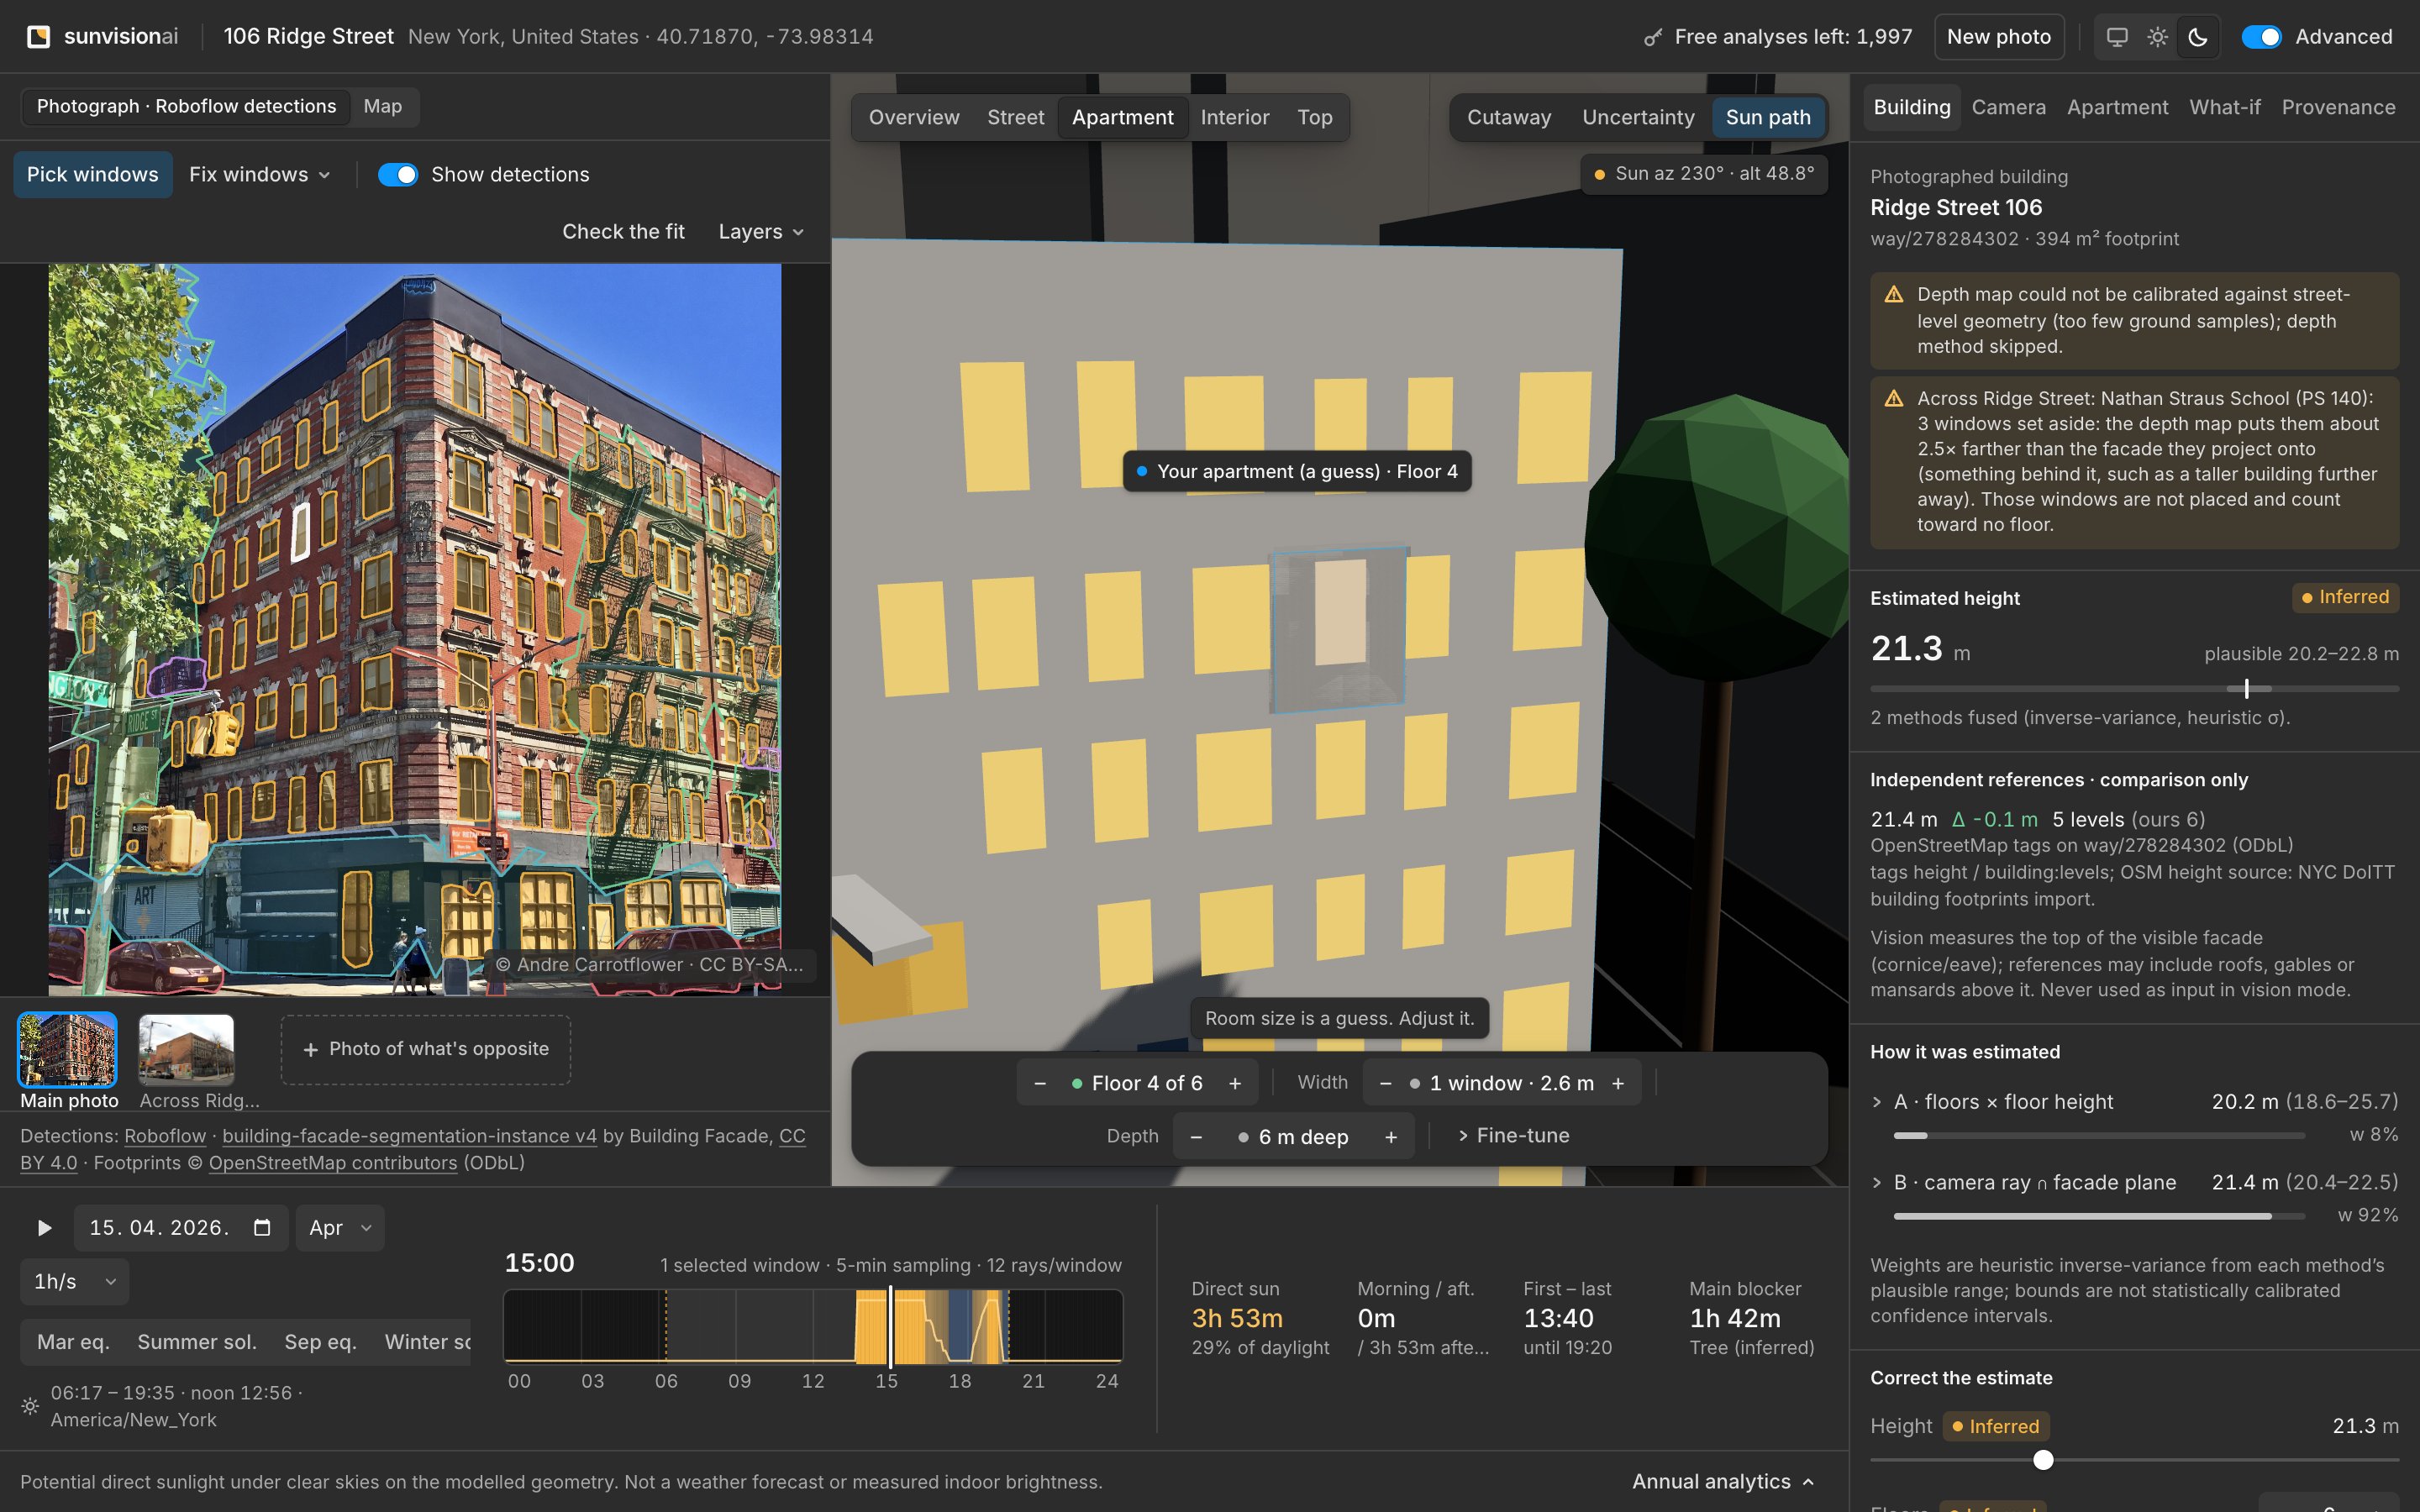 sunvisionai
106 Ridge Street New York, United States · 40.71870, -73.98314
Free analyses left: 1,997
New photo
Advanced
Photograph · Roboflow detections
Map
Pick windows
Fix windows
Show detections
Check the fit
Layers
RIDGE ST
ART
© Andre Carrotflower · CC BY-SA...
Main photo
Across Ridg...
+ Photo of what's opposite
Detections: Roboflow · building-facade-segmentation-instance v4 by Building Facade, CC
BY 4.0 · Footprints © OpenStreetMap contributors (ODbL)
Overview
Street
Apartment
Interior
Top
Cutaway
Uncertainty
Sun path
Sun az 230° · alt 48.8°
Your apartment (a guess) · Floor 4
Room size is a guess. Adjust it.
− Floor 4 of 6 +
Width − 1 window · 2.6 m +
Depth − 6 m deep +
Fine-tune
15. 04. 2026.
Apr
1h/s
Mar eq.
Summer sol.
Sep eq.
Winter sc
06:17 – 19:35 · noon 12:56 ·
America/New_York
15:00
1 selected window · 5-min sampling · 12 rays/window
00 03 06 09 12 15 18 21 24
Direct sun
3h 53m
29% of daylight
Morning / aft.
0m
/ 3h 53m afte...
First – last
13:40
until 19:20
Main blocker
1h 42m
Tree (inferred)
Potential direct sunlight under clear skies on the modelled geometry. Not a weather forecast or measured indoor brightness.
Annual analytics
Building
Camera
Apartment
What-if
Provenance
Photographed building
Ridge Street 106
way/278284302 · 394 m² footprint
Depth map could not be calibrated against street-
level geometry (too few ground samples); depth
method skipped.
Across Ridge Street: Nathan Straus School (PS 140):
3 windows set aside: the depth map puts them about
2.5× farther than the facade they project onto
(something behind it, such as a taller building further
away). Those windows are not placed and count
toward no floor.
Estimated height
Inferred
21.3 m
plausible 20.2–22.8 m
2 methods fused (inverse-variance, heuristic σ).
Independent references · comparison only
21.4 m Δ -0.1 m 5 levels (ours 6)
OpenStreetMap tags on way/278284302 (ODbL)
tags height / building:levels; OSM height source: NYC DoITT
building footprints import.
Vision measures the top of the visible facade
(cornice/eave); references may include roofs, gables or
mansards above it. Never used as input in vision mode.
How it was estimated
A · floors × floor height 20.2 m (18.6–25.7)
w 8%
B · camera ray ∩ facade plane 21.4 m (20.4–22.5)
w 92%
Weights are heuristic inverse-variance from each method's
plausible range; bounds are not statistically calibrated
confidence intervals.
Correct the estimate
Height Inferred 21.3 m